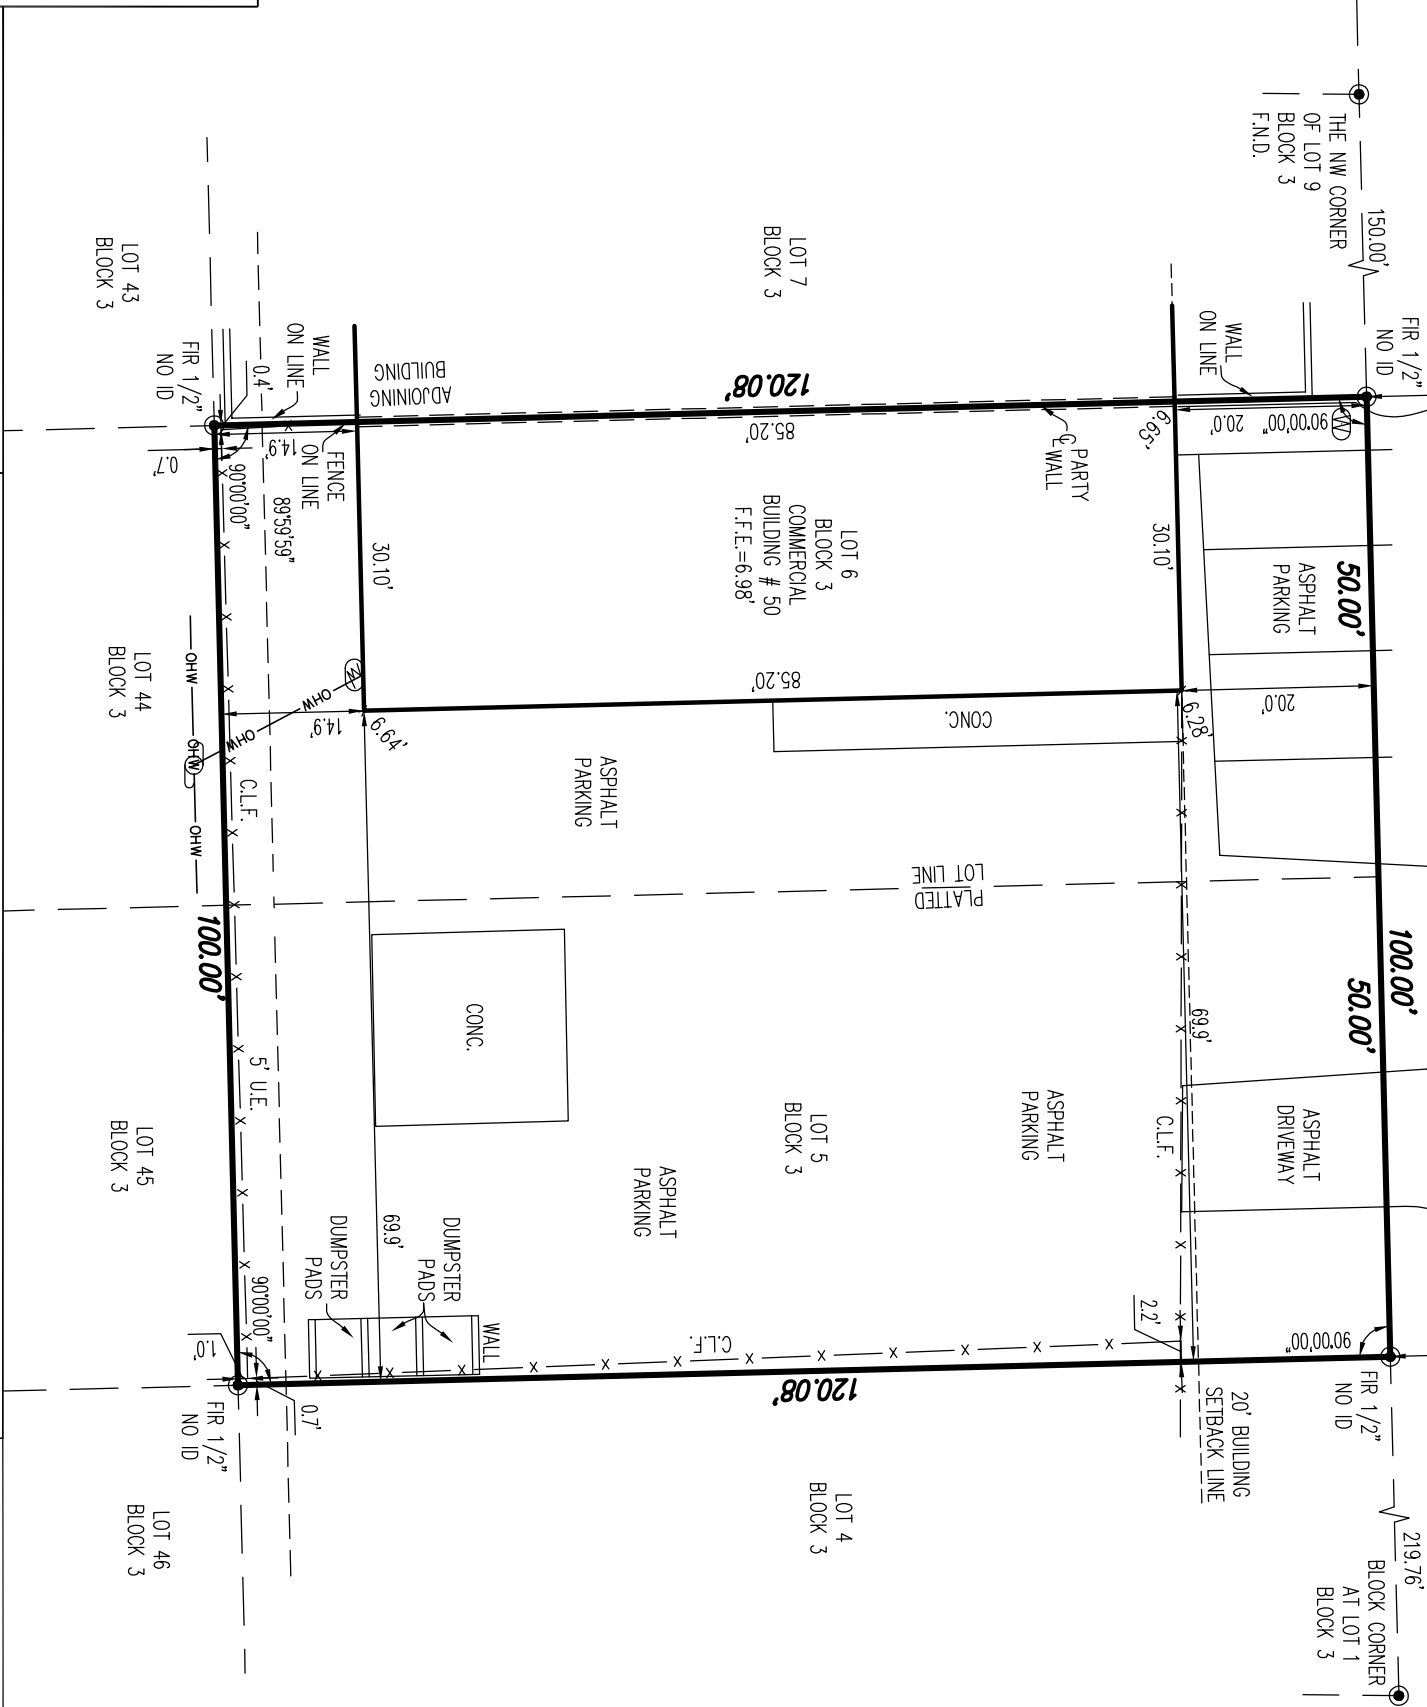 150.00'
THE NW CORNER
OF LOT 9
BLOCK 3
F.N.D.
FIR 1/2"
NO ID
WALL
ON LINE
LOT 7
BLOCK 3
LOT 43
BLOCK 3
WALL
ON LINE
0.4'
FIR 1/2"
NO ID
ADJOINING
BUILDING
120.08'
85.20'
FENCE
ON LINE
14.9'
0.7'
90°00'00"
89°59'59"
PARTY
WALL
6.65'
20.0'
90°00'00"
W
30.10'
30.10'
LOT 6
BLOCK 3
COMMERCIAL
BUILDING # 50
F.F.E.=6.98'
50.00'
ASPHALT
PARKING
85.20'
CONC.
6.28'
20.0'
6.64'
14.9'
OHW
OHW
OHW
OHW
OHW
LOT 44
BLOCK 3
C.L.F.
ASPHALT
PARKING
PLATTED
LOT LINE
100.00'
50.00'
100.00'
69.9'
CONC.
5' U.E.
LOT 45
BLOCK 3
LOT 5
BLOCK 3
ASPHALT
PARKING
C.L.F.
ASPHALT
DRIVEWAY
ASPHALT
PARKING
69.9'
DUMPSTER
PADS
DUMPSTER
PADS
WALL
C.L.F.
2.2'
90°00'00"
90°00'00"
1.0'
0.7'
120.08'
FIR 1/2"
NO ID
FIR 1/2"
NO ID
20' BUILDING
SETBACK LINE
LOT 4
BLOCK 3
LOT 46
BLOCK 3
219.76'
BLOCK CORNER
AT LOT 1
BLOCK 3